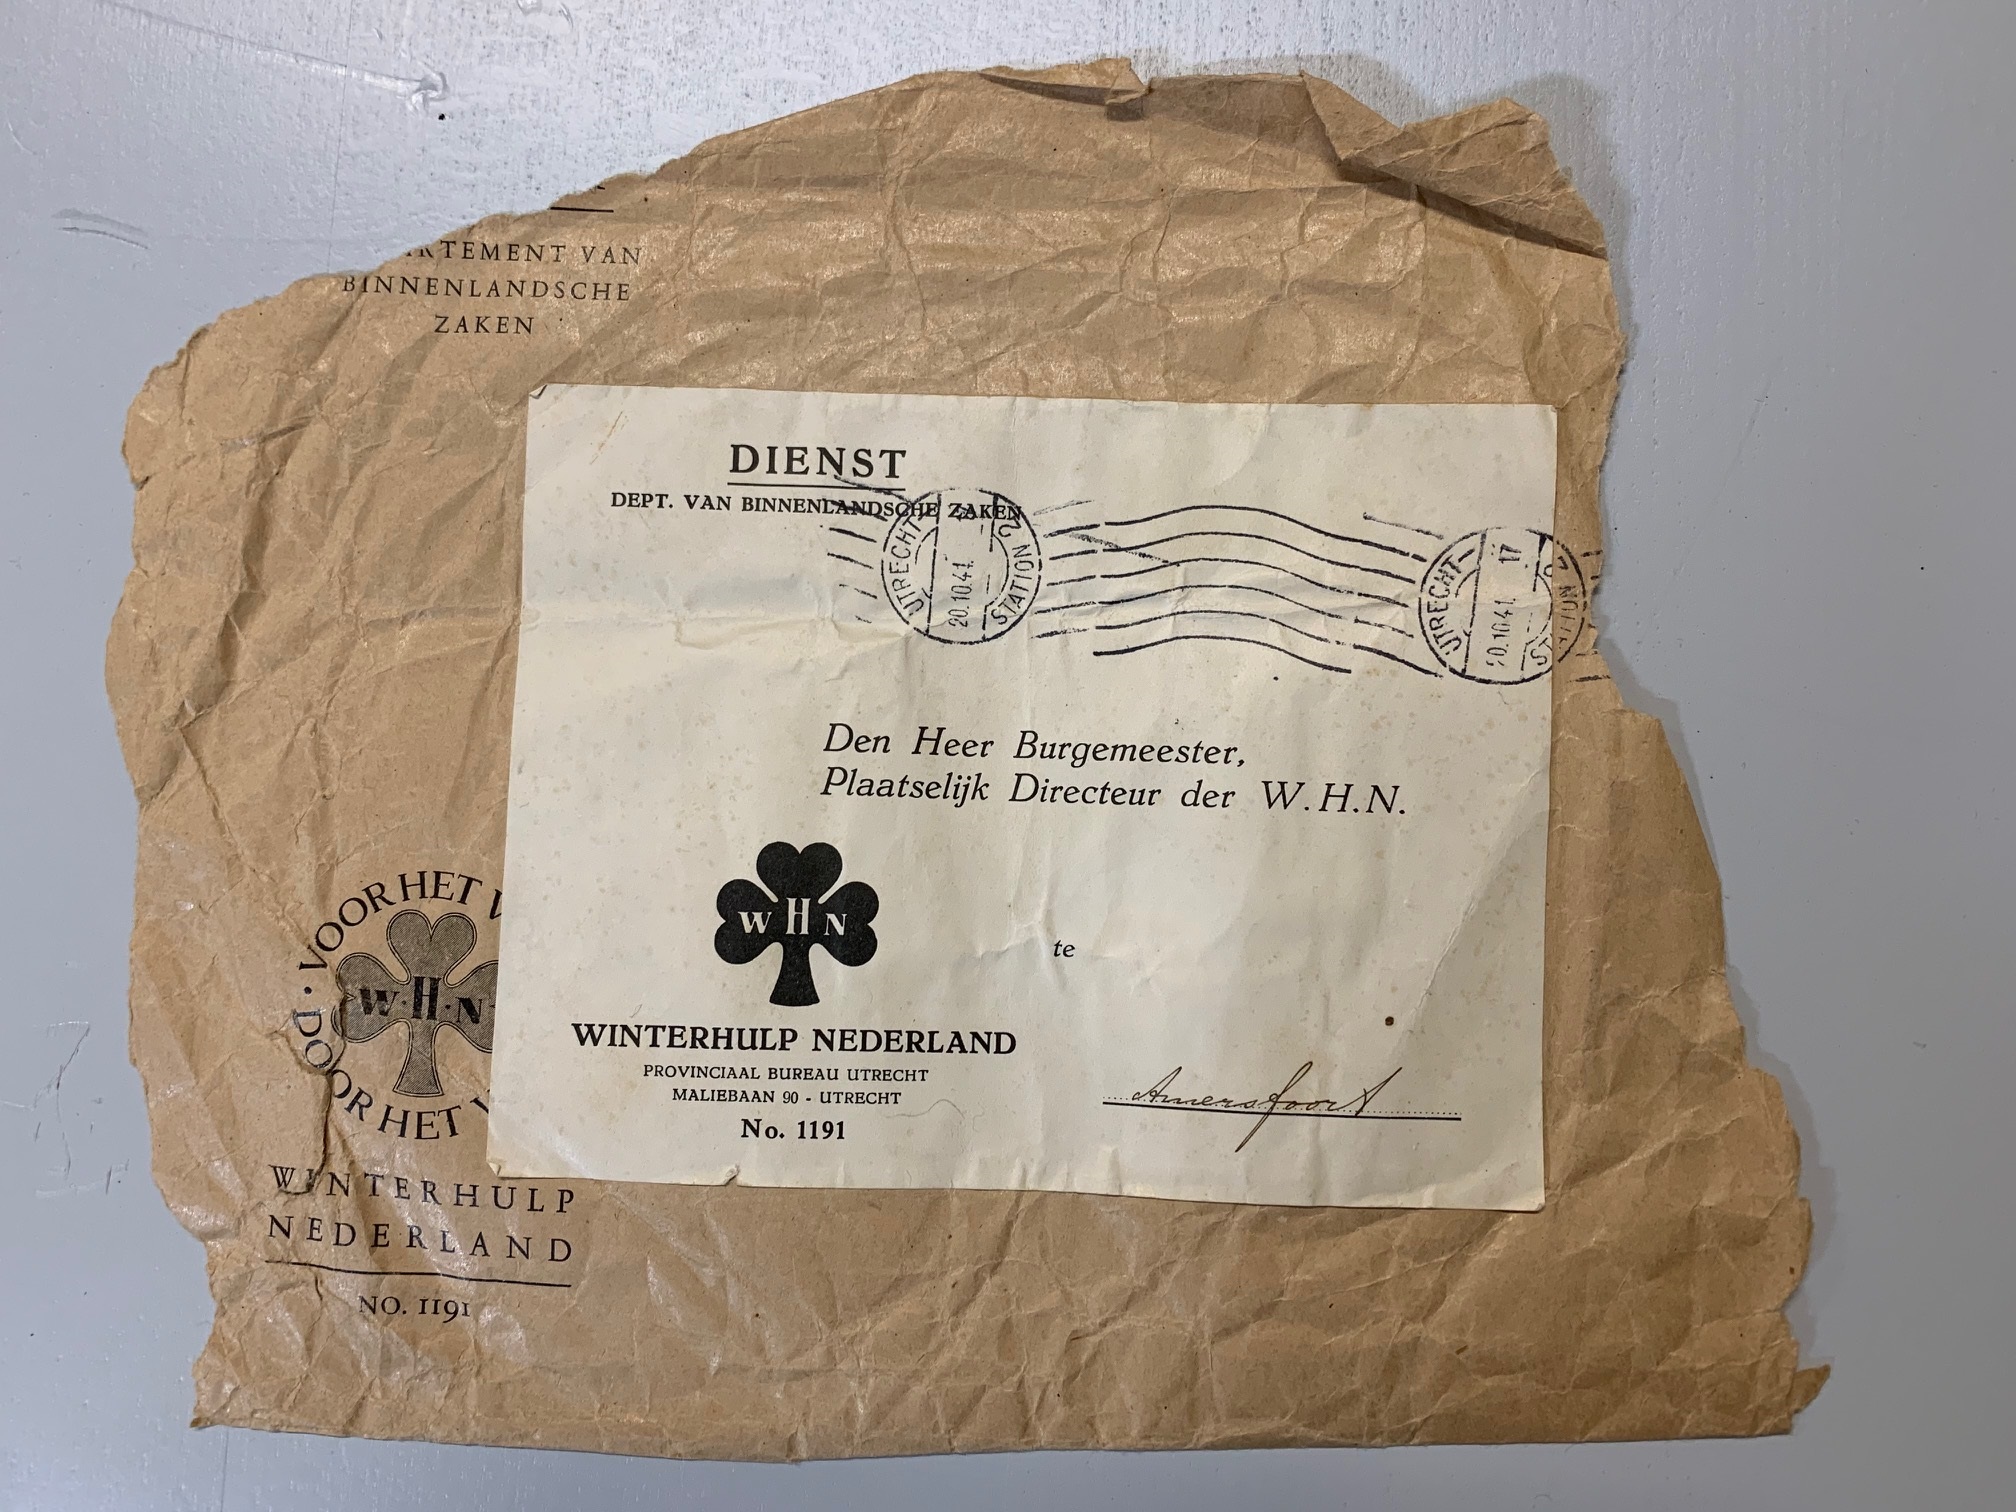 TEMENT VAN
BINNENLANDSCHE
ZAKEN
DIENST
DEPT. VAN BINNENLANDSCHE ZAKEN
UTRECHT
20.10.41.
STATION 2
UTRECHT
17
20.10.41.
STATION 2
Den Heer Burgemeester,
Plaatselijk Directeur der W.H.N.
W H N
te
WINTERHULP NEDERLAND
PROVINCIAAL BUREAU UTRECHT
MALIEBAAN 90 - UTRECHT
No. 1191
Amersfoort
· VOOR HET V
W·H·N·
DOOR HET
WINTERHULP
NEDERLAND
NO. 1191